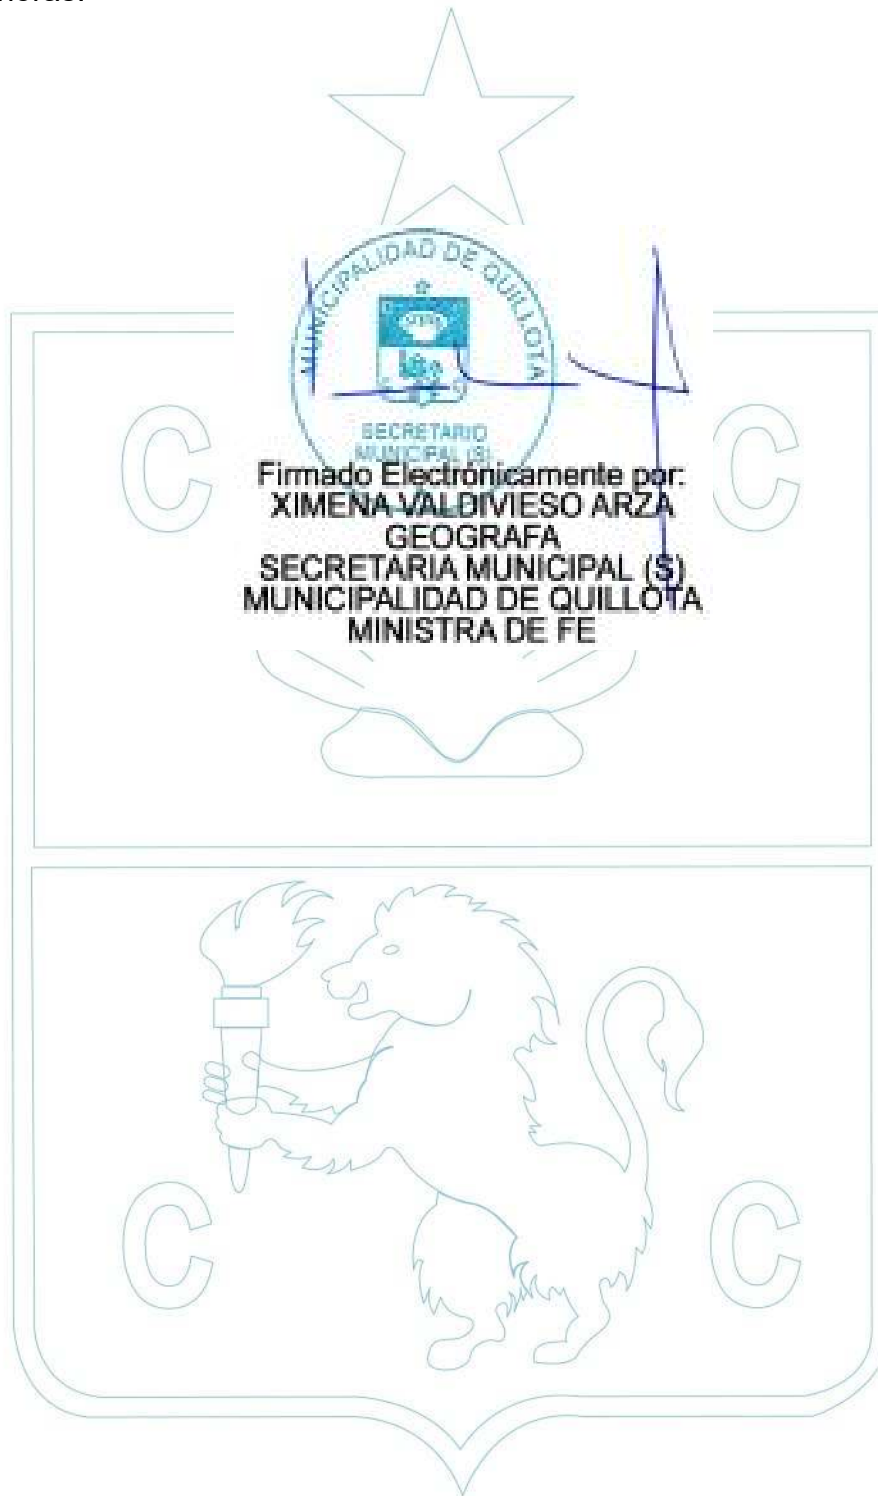 MUNICIPALIDAD DE QUILLOTA
C C
SECRETARIO
MUNICIPAL (S)
Firmado Electrónicamente por:
XIMENA VALDIVIESO ARZA
GEOGRAFA
SECRETARIA MUNICIPAL (S)
MUNICIPALIDAD DE QUILLOTA
MINISTRA DE FE
C C